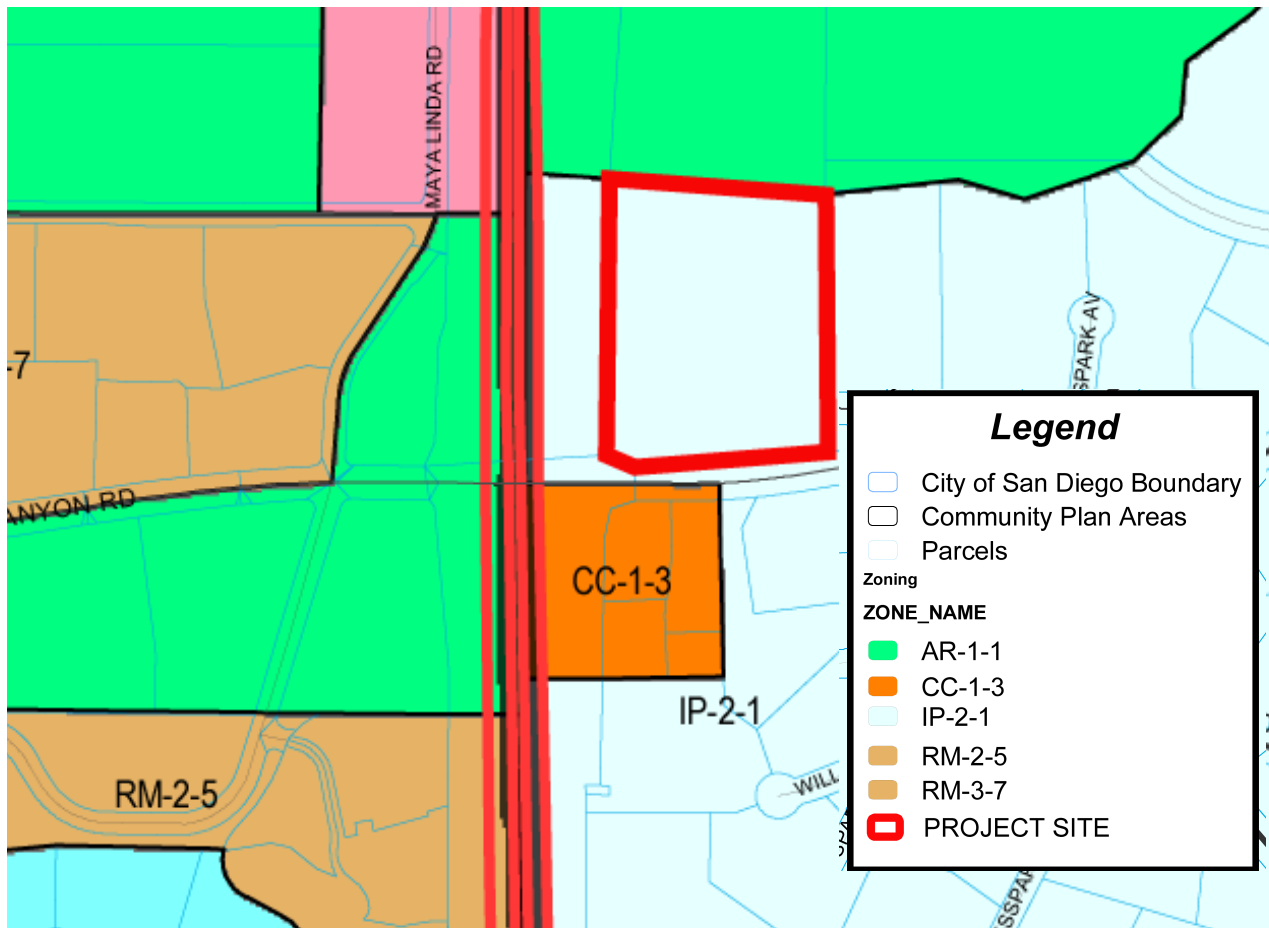 MAYA LINDA RD
-7
SPARK AV
Legend
City of San Diego Boundary
Community Plan Areas
Parcels
Zoning
ZONE_NAME
AR-1-1
CC-1-3
IP-2-1
RM-2-5
RM-3-7
PROJECT SITE
ANYON RD
CC-1-3
IP-2-1
RM-2-5
WILL
SSPAR